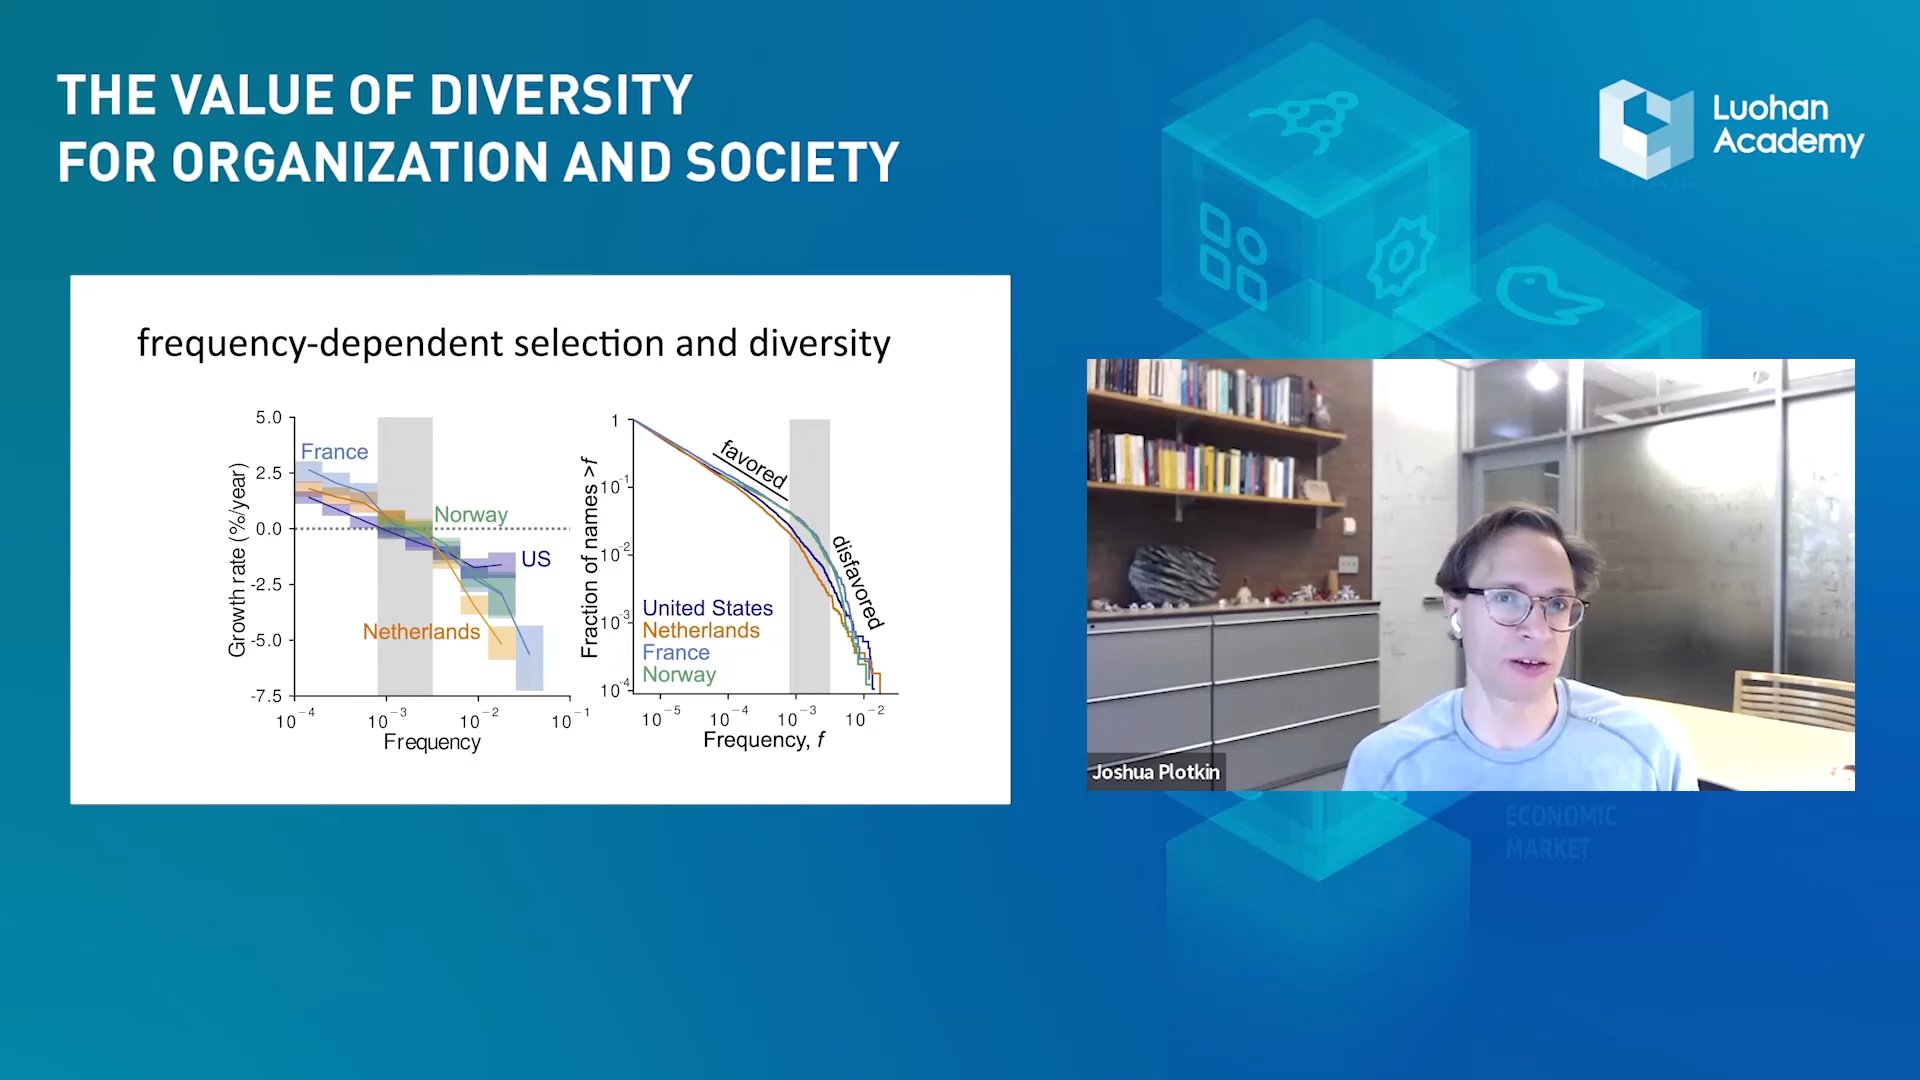 THE VALUE OF DIVERSITY
FOR ORGANIZATION AND SOCIETY
Luohan
Academy
frequency-dependent selection and diversity
5.0
2.5
0.0
-2.5
-5.0
-7.5
Growth rate (%/year)
France
Norway
US
Netherlands
10⁻⁴
10⁻³
10⁻²
10⁻¹
Frequency
1
10⁻¹
10⁻²
10⁻³
10⁻⁴
Fraction of names >f
favored
disfavored
United States
Netherlands
France
Norway
10⁻⁵
10⁻⁴
10⁻³
10⁻²
Frequency, f
Joshua Plotkin
ECONOMIC
MARKET